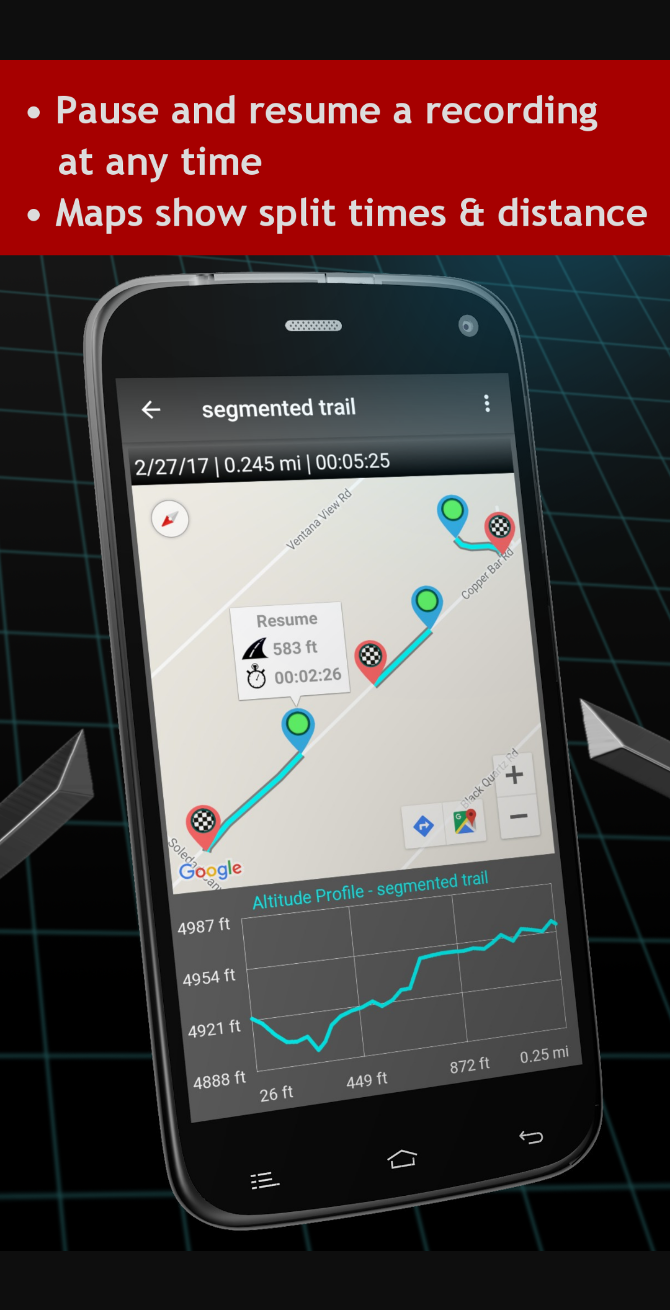 • Pause and resume a recording
at any time
• Maps show split times & distance
segmented trail
2/27/17 | 0.245 mi | 00:05:25
Ventana View Rd
Copper Bar Rd
Resume
583 ft
00:02:26
Black Quartz Rd
+
−
Google
Altitude Profile - segmented trail
4987 ft
4954 ft
4921 ft
4888 ft
26 ft
449 ft
872 ft
0.25 mi